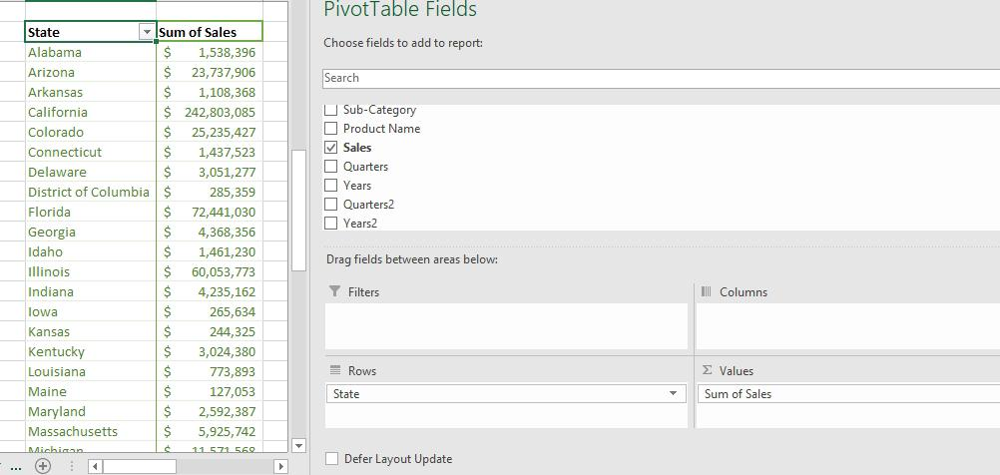 PivotTable Fields
Choose fields to add to report:
Search
Sub-Category
Product Name
Sales
Quarters
Years
Quarters2
Years2
Drag fields between areas below:
Filters
Columns
Rows
Σ Values
State
Sum of Sales
Defer Layout Update
State Sum of Sales
Alabama $ 1,538,396
Arizona $ 23,737,906
Arkansas $ 1,108,368
California $ 242,803,085
Colorado $ 25,235,427
Connecticut $ 1,437,523
Delaware $ 3,051,277
District of Columbia $ 285,359
Florida $ 72,441,030
Georgia $ 4,368,356
Idaho $ 1,461,230
Illinois $ 60,053,773
Indiana $ 4,235,162
Iowa $ 265,634
Kansas $ 244,325
Kentucky $ 3,024,380
Louisiana $ 773,893
Maine $ 127,053
Maryland $ 2,592,387
Massachusetts $ 5,925,742
Michigan $ 11,571,568
...